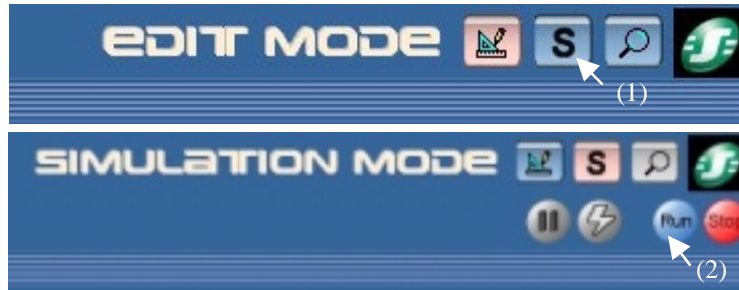 EDIT MODE S
(1)
SIMULATION MODE S
Run Stop
(2)